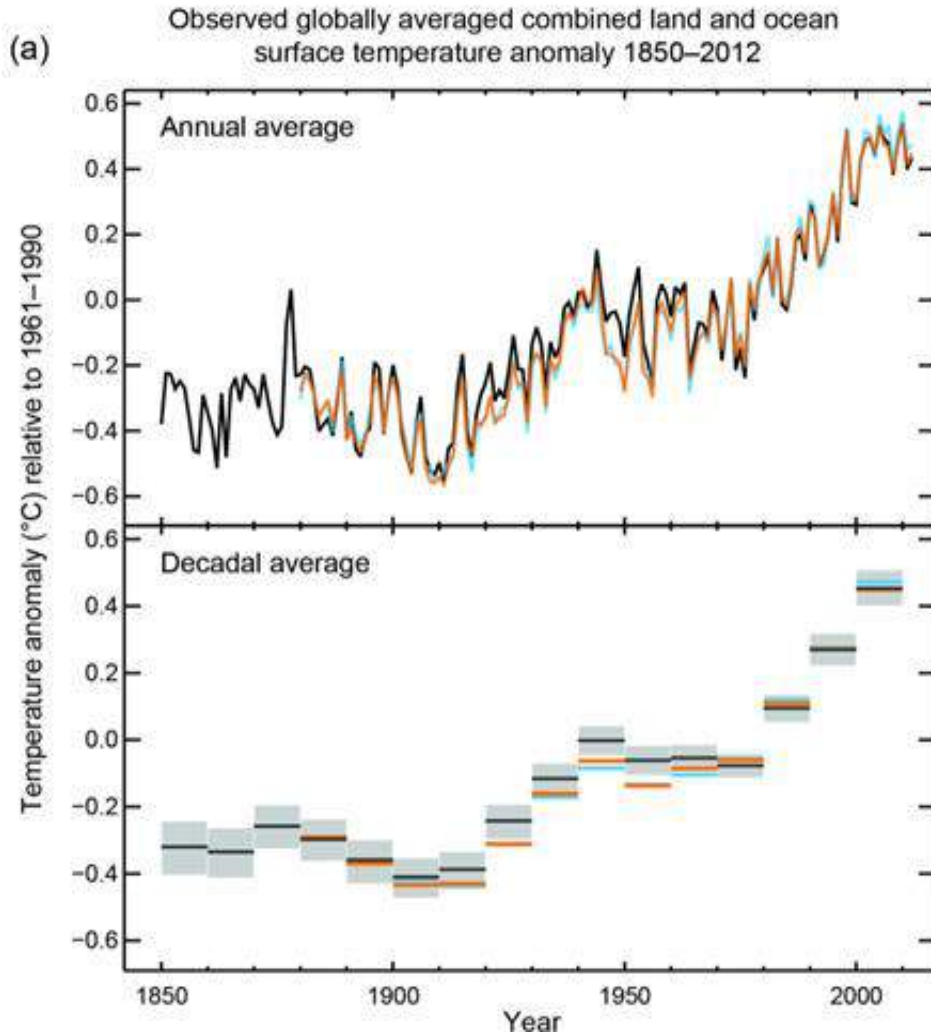 Observed globally averaged combined land and ocean
(a)
surface temperature anomaly 1850–2012
Temperature anomaly (°C) relative to 1961–1990
Annual average
0.6
0.4
0.2
0.0
−0.2
−0.4
−0.6
Decadal average
0.6
0.4
0.2
0.0
−0.2
−0.4
−0.6
1850
1900
1950
2000
Year